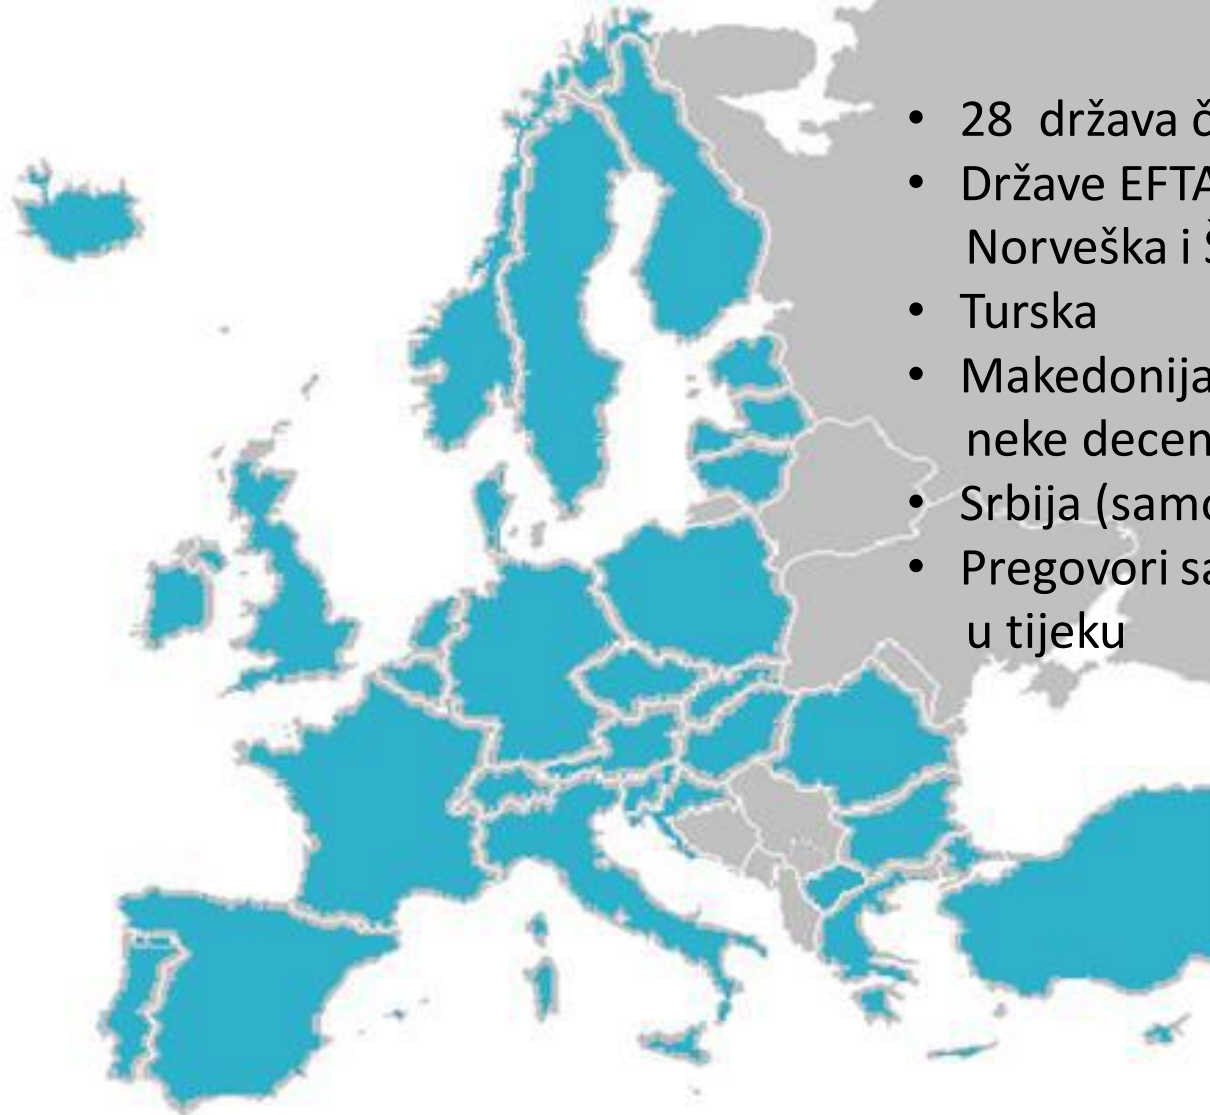 • 28 država č
• Države EFTA
Norveška i Š
• Turska
• Makedonija
neke decen
• Srbija (samo
• Pregovori sa
u tijeku